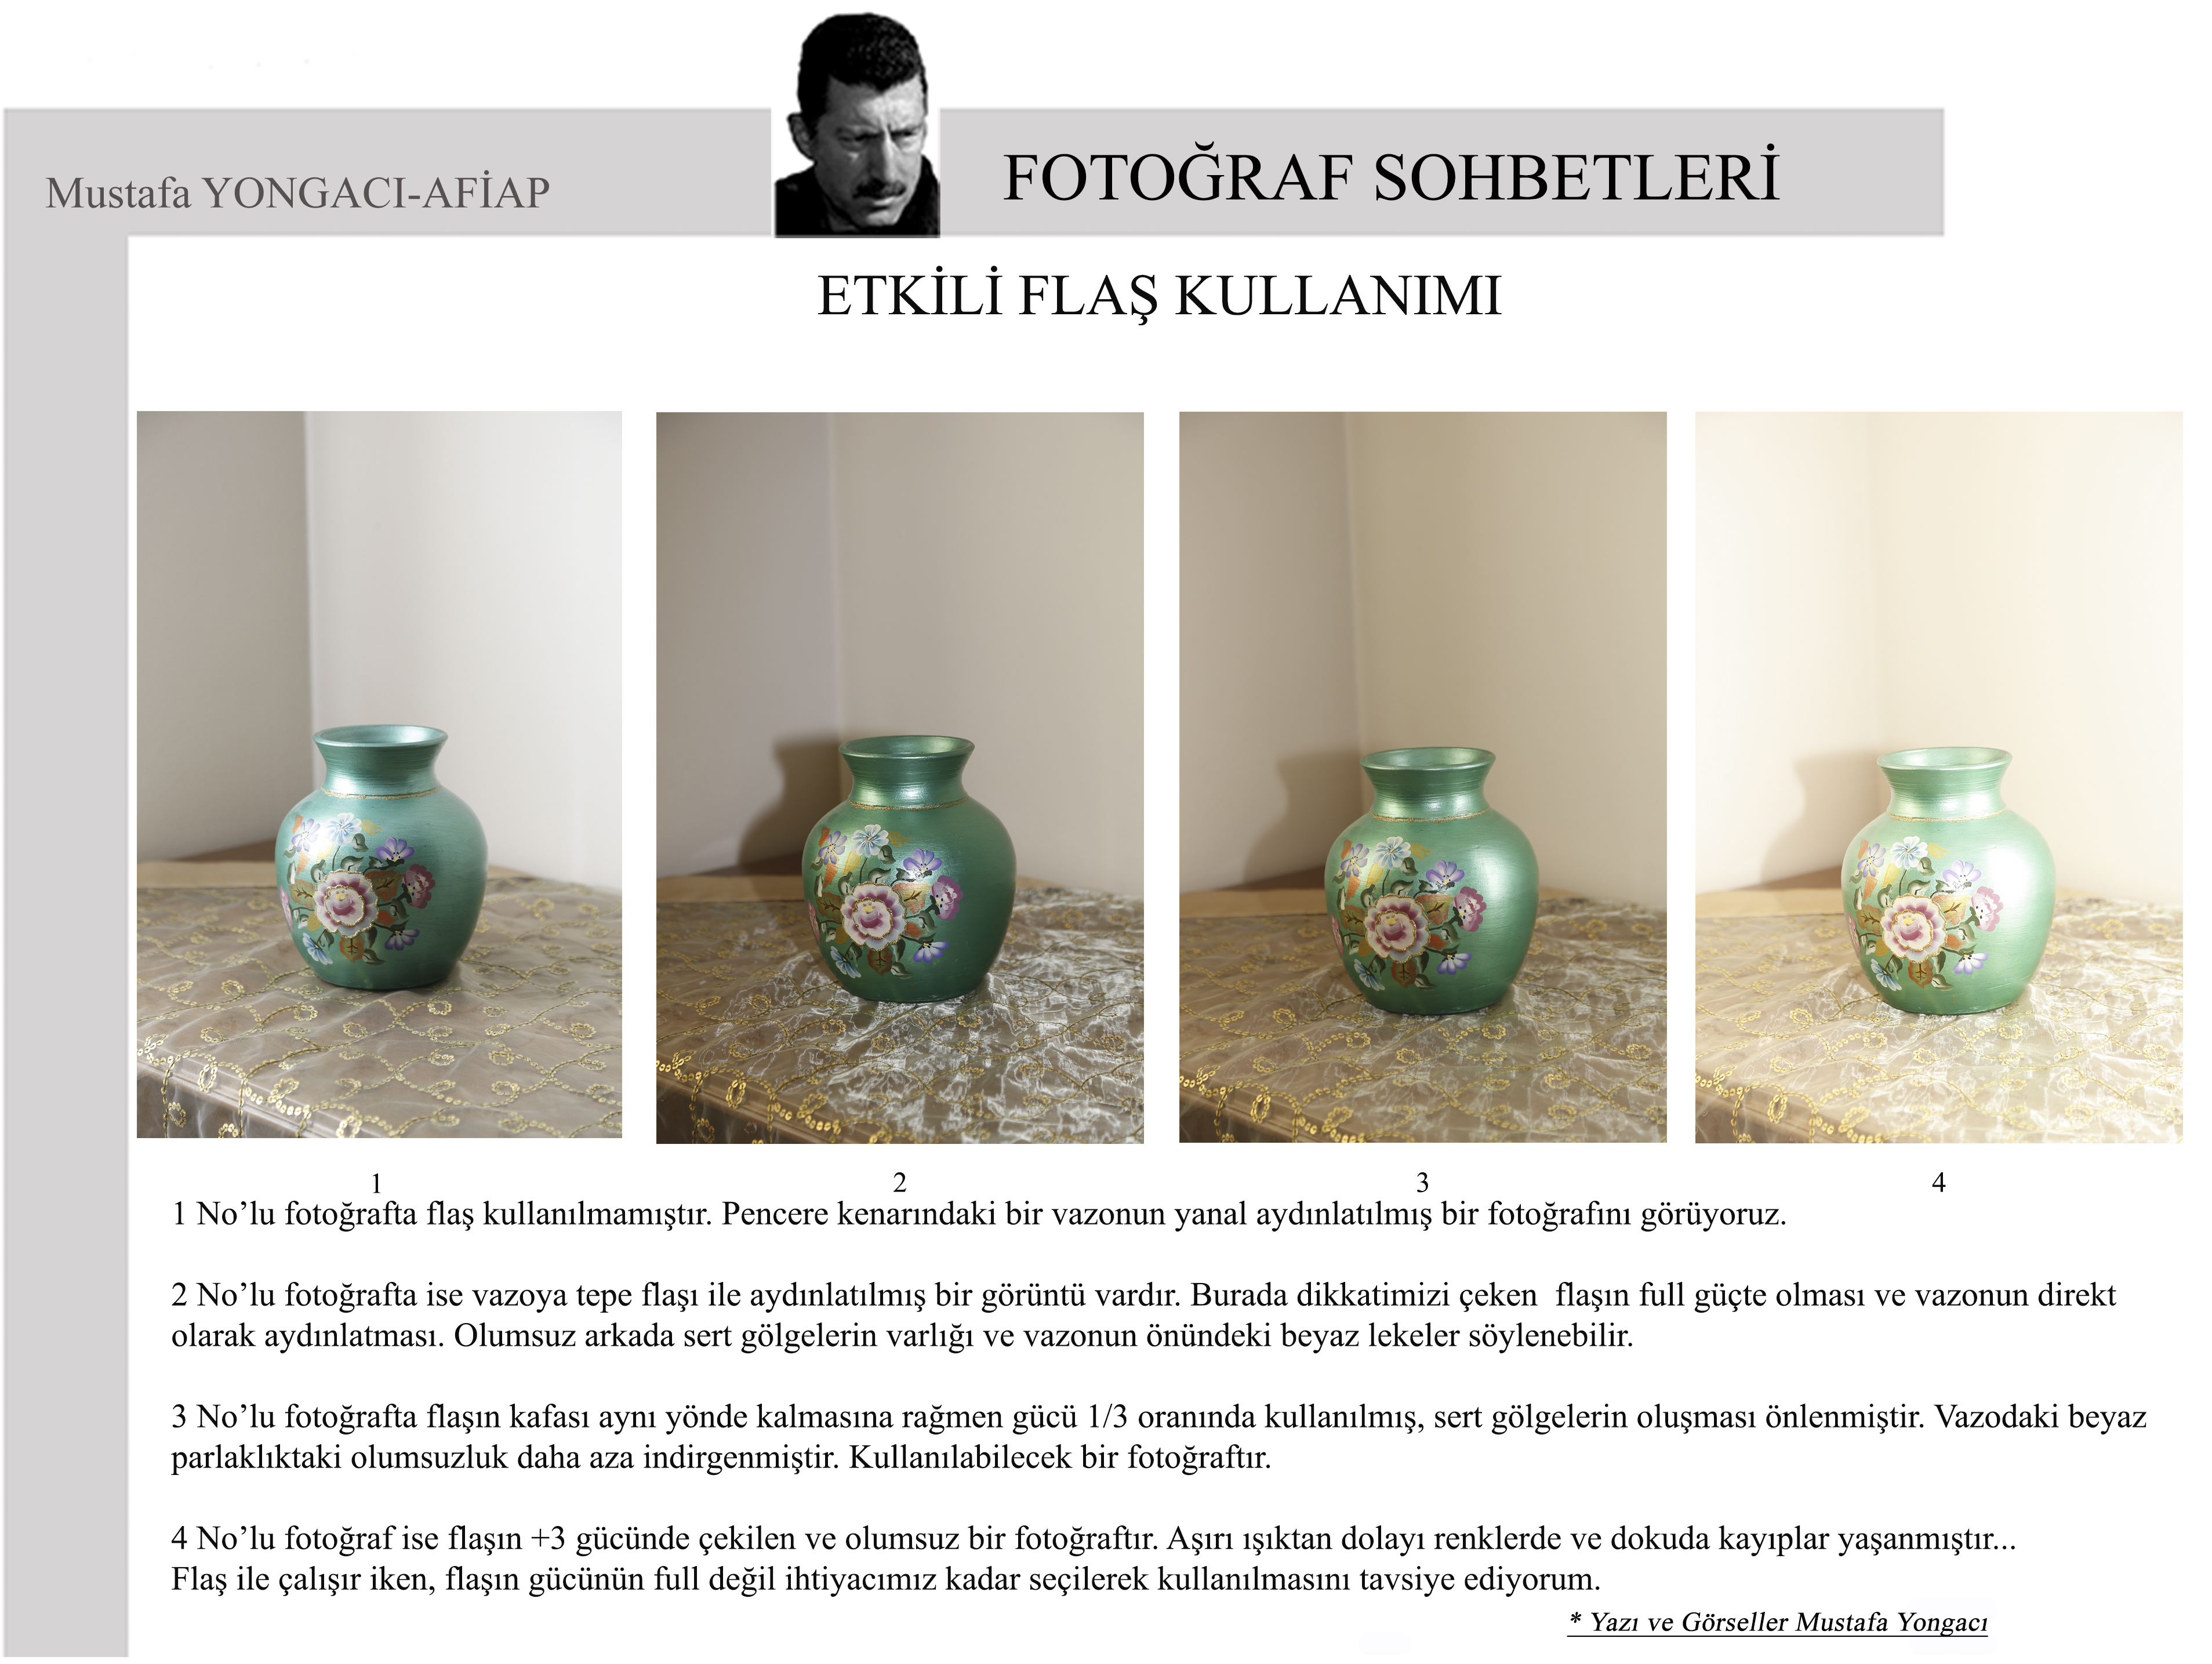 Mustafa YONGACI-AFİAP
FOTOĞRAF SOHBETLERİ
ETKİLİ FLAŞ KULLANIMI
1
2
3
4
1 No’lu fotoğrafta flaş kullanılmamıştır. Pencere kenarındaki bir vazonun yanal aydınlatılmış bir fotoğrafını görüyoruz.
2 No’lu fotoğrafta ise vazoya tepe flaşı ile aydınlatılmış bir görüntü vardır. Burada dikkatimizi çeken  flaşın full güçte olması ve vazonun direkt
olarak aydınlatması. Olumsuz arkada sert gölgelerin varlığı ve vazonun önündeki beyaz lekeler söylenebilir.
3 No’lu fotoğrafta flaşın kafası aynı yönde kalmasına rağmen gücü 1/3 oranında kullanılmış, sert gölgelerin oluşması önlenmiştir. Vazodaki beyaz
parlaklıktaki olumsuzluk daha aza indirgenmiştir. Kullanılabilecek bir fotoğraftır.
4 No’lu fotoğraf ise flaşın +3 gücünde çekilen ve olumsuz bir fotoğraftır. Aşırı ışıktan dolayı renklerde ve dokuda kayıplar yaşanmıştır...
Flaş ile çalışır iken, flaşın gücünün full değil ihtiyacımız kadar seçilerek kullanılmasını tavsiye ediyorum.
* Yazı ve Görseller Mustafa Yongacı